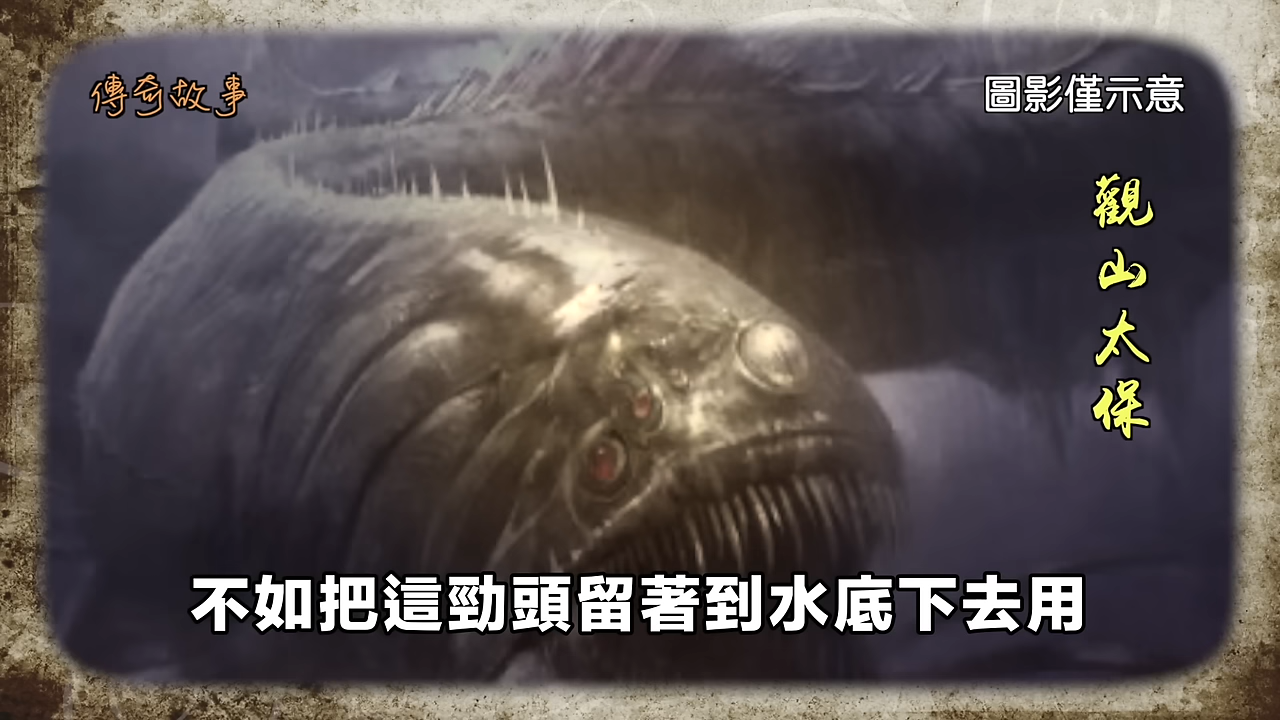 傳奇故事
圖影僅示意
觀山太保
不如把這勁頭留著到水底下去用